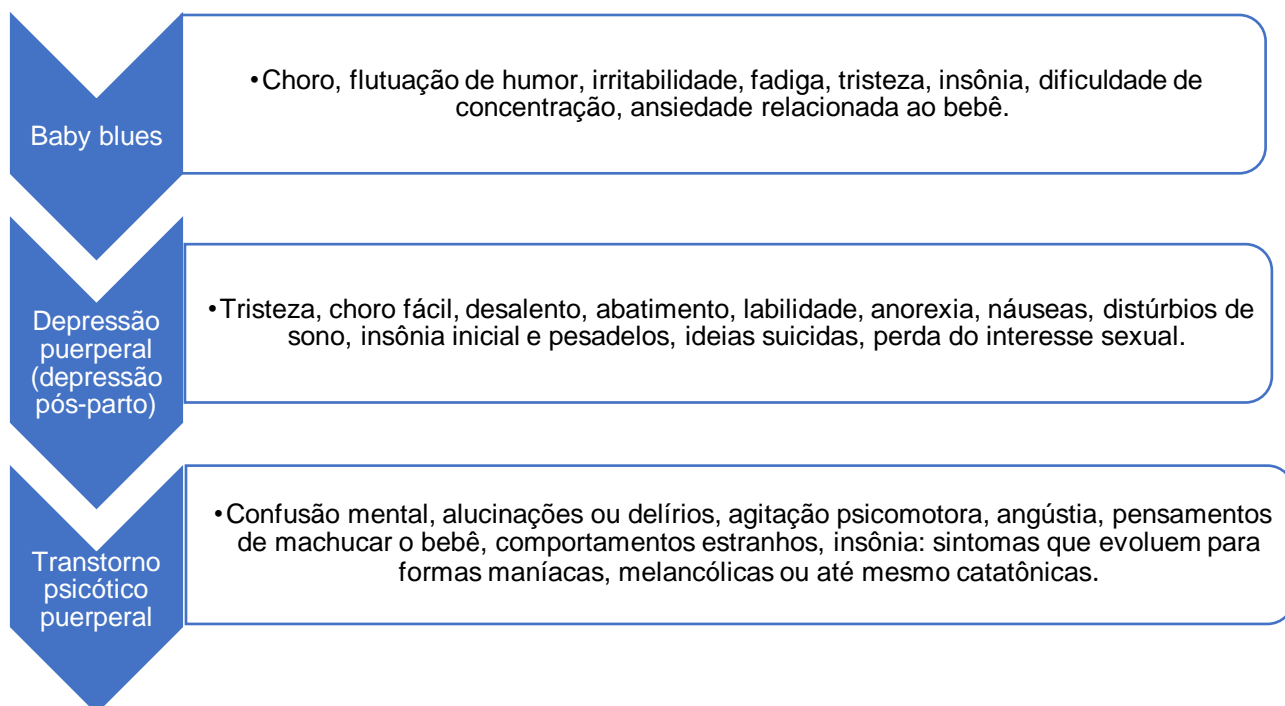 Baby blues
•Choro, flutuação de humor, irritabilidade, fadiga, tristeza, insônia, dificuldade de
concentração, ansiedade relacionada ao bebê.
Depressão
puerperal
(depressão
pós-parto)
•Tristeza, choro fácil, desalento, abatimento, labilidade, anorexia, náuseas, distúrbios de
sono, insônia inicial e pesadelos, ideias suicidas, perda do interesse sexual.
Transtorno
psicótico
puerperal
•Confusão mental, alucinações ou delírios, agitação psicomotora, angústia, pensamentos
de machucar o bebê, comportamentos estranhos, insônia: sintomas que evoluem para
formas maníacas, melancólicas ou até mesmo catatônicas.